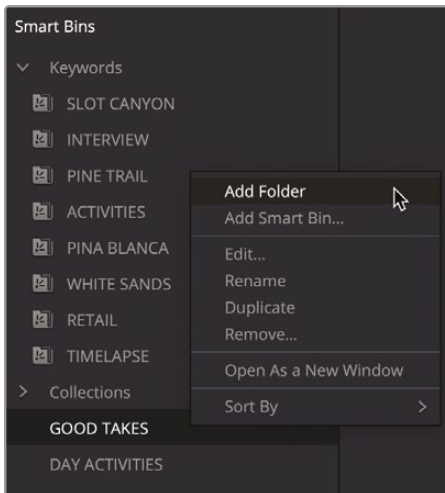 Smart Bins
Keywords
SLOT CANYON
INTERVIEW
PINE TRAIL
ACTIVITIES
PINA BLANCA
WHITE SANDS
RETAIL
TIMELAPSE
Collections
GOOD TAKES
DAY ACTIVITIES
Add Folder
Add Smart Bin...
Edit...
Rename
Duplicate
Remove...
Open As a New Window
Sort By